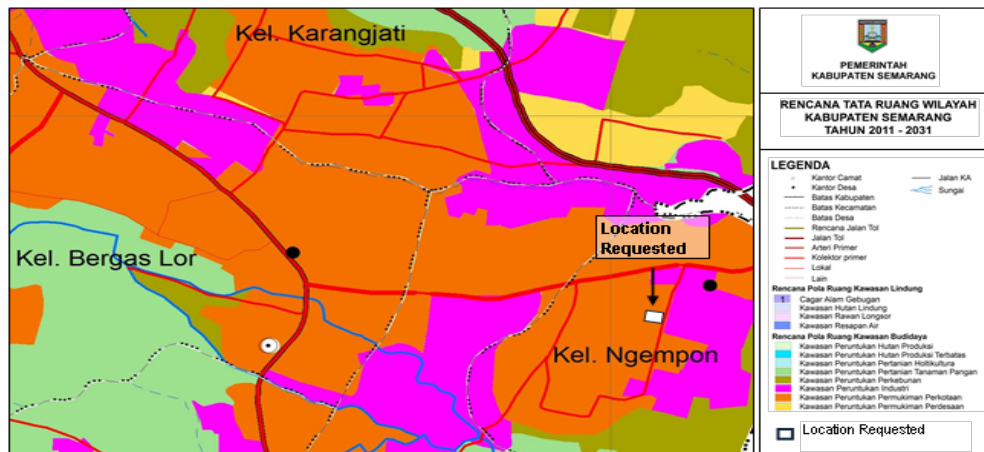 Kel. Karangjati
Kel. Bergas Lor
Location
Requested
Kel. Ngempon
PEMERINTAH
KABUPATEN SEMARANG
RENCANA TATA RUANG WILAYAH
KABUPATEN SEMARANG
TAHUN 2011 - 2031
LEGENDA
Kantor Camat
Kantor Desa
Batas Kabupaten
Batas Kecamatan
Batas Desa
Rencana Jalan Tol
Jalan Tol
Arteri Primer
Kolektor primer
Lokal
Lain
Jalan KA
Sungai
Rencana Pola Ruang Kawasan Lindung
1 Cagar Alam Gebugan
Kawasan Hutan Lindung
Kawasan Rawan Longsor
Kawasan Resapan Air
Rencana Pola Ruang Kawasan Budidaya
Kawasan Peruntukan Hutan Produksi
Kawasan Peruntukan Hutan Produksi Terbatas
Kawasan Peruntukan Pertanian Holtikultura
Kawasan Peruntukan Pertanian Tanaman Pangan
Kawasan Peruntukan Perkebunan
Kawasan Peruntukan Industri
Kawasan Peruntukan Permukiman Perkotaan
Kawasan Peruntukan Permukiman Perdesaan
Location Requested